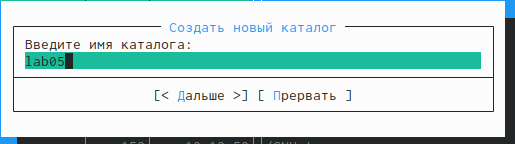 Создать новый каталог
Введите имя каталога:
lab05
[< Дальше >] [ Прервать ]